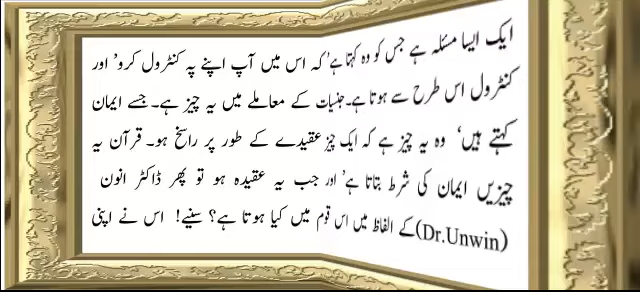 ایک ایسا مسئلہ ہے جس کو وہ کہتا ہے' کہ اس میں آپ اپنے پہ کنٹرول کرو' اور
کنٹرول اس طرح سے ہوتا ہے۔ جنسیات کے معاملے میں یہ چیز ہے۔ جسے ایمان
کہتے ہیں' وہ یہ چیز ہے کہ ایک چیز عقیدے کے طور پر راسخ ہو۔ قرآن یہ
چیزیں ایمان کی شرط بتاتا ہے' اور جب یہ عقیدہ ہو تو پھر ڈاکٹر انون
(Dr.Unwin) کے الفاظ میں اس قوم میں کیا ہوتا ہے؟ سنیے! اس نے اپنی